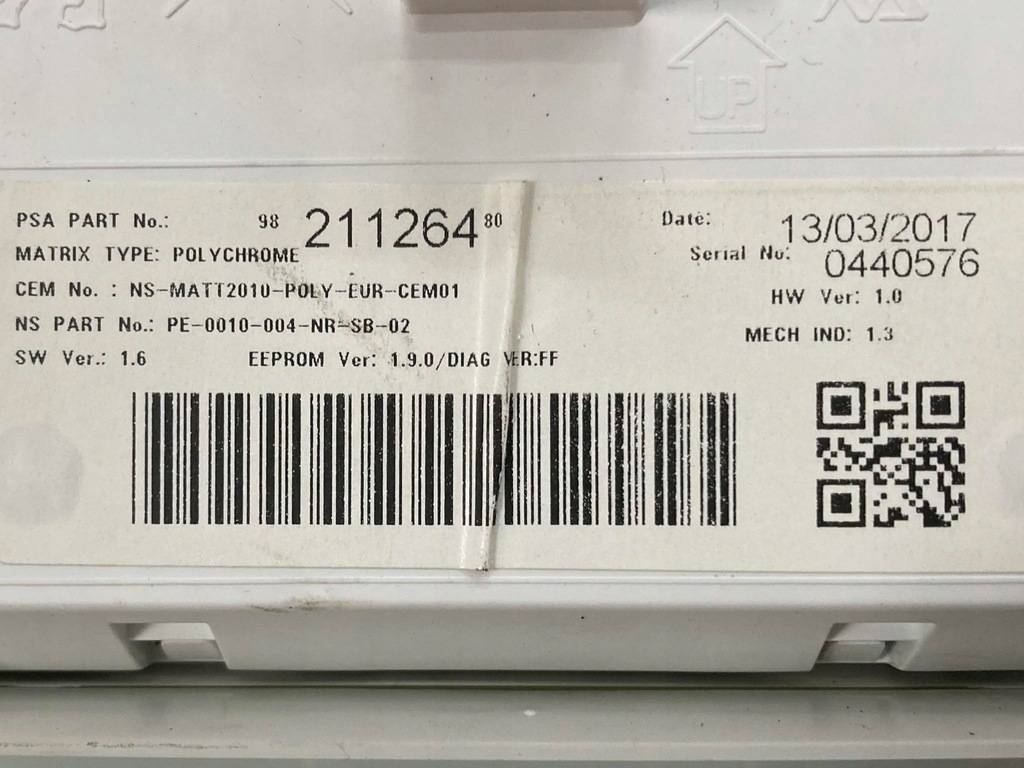 UP
PSA PART No.: 98 211264 80
Date: 13/03/2017
MATRIX TYPE: POLYCHROME
Serial No: 0440576
CEM No. : NS-MATT2010-POLY-EUR-CEM01
HW Ver: 1.0
NS PART No.: PE-0010-004-NR-SB-02
MECH IND: 1.3
SW Ver.: 1.6 EEPROM Ver: 1.9.0/DIAG VER:FF